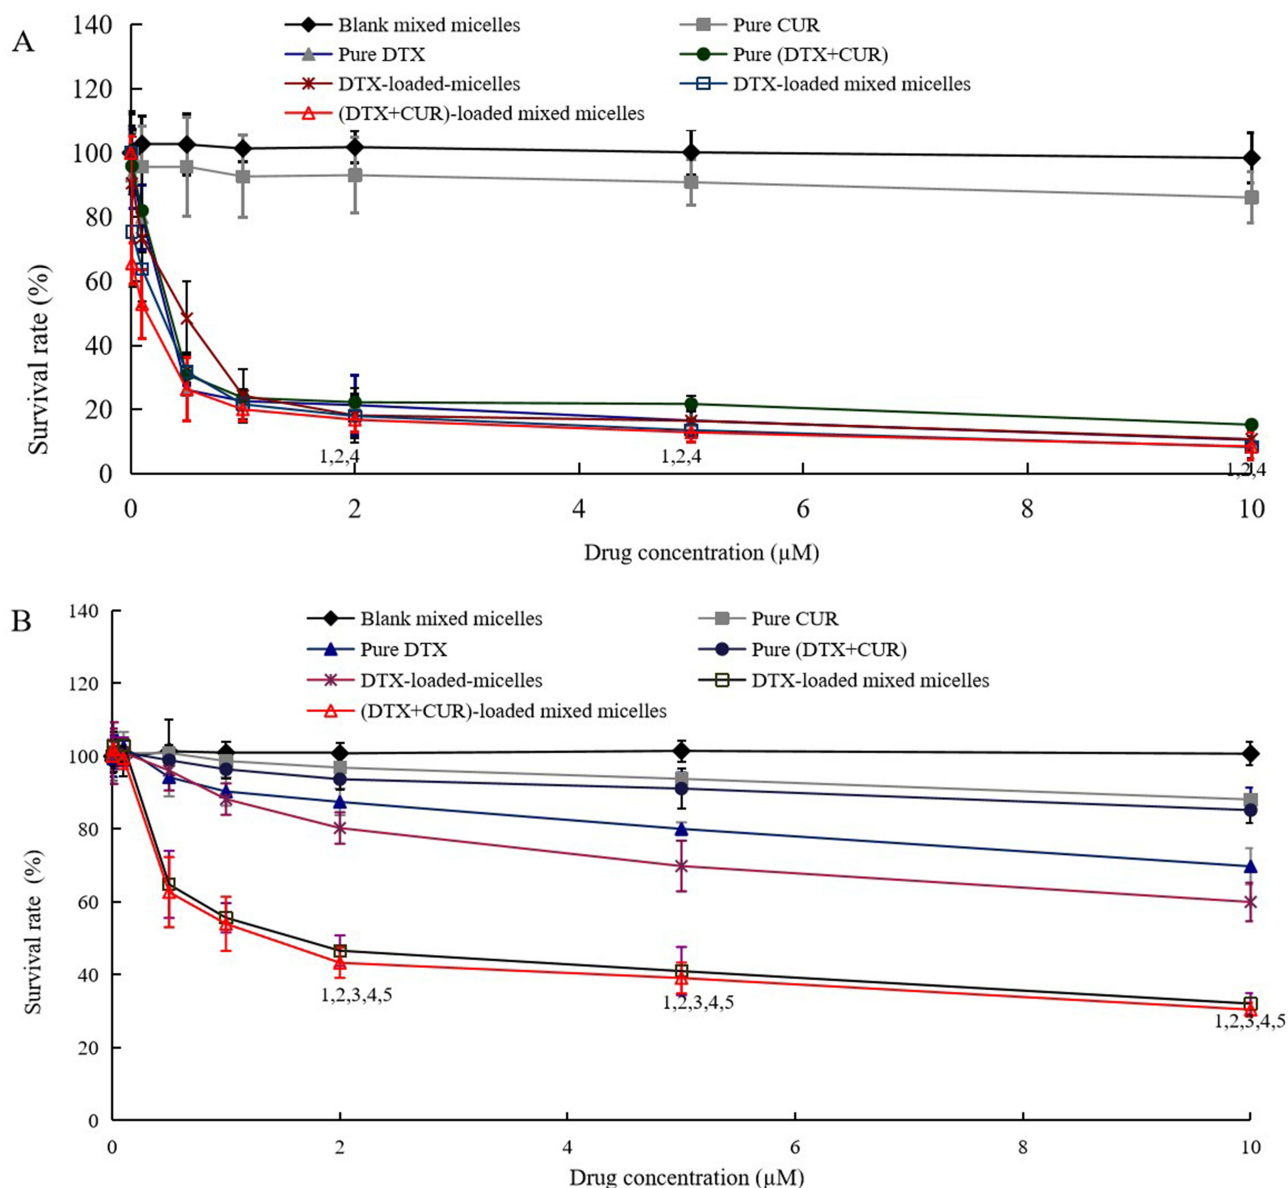 A
Blank mixed micelles
Pure CUR
Pure DTX
Pure (DTX+CUR)
DTX-loaded-micelles
DTX-loaded mixed micelles
(DTX+CUR)-loaded mixed micelles
Survival rate (%)
140
120
100
80
60
40
20
0
1,2,4
1,2,4
1,2,4
0 2 4 6 8 10
Drug concentration (µM)
B
Blank mixed micelles
Pure CUR
Pure DTX
Pure (DTX+CUR)
DTX-loaded-micelles
DTX-loaded mixed micelles
(DTX+CUR)-loaded mixed micelles
Survival rate (%)
140
120
100
80
60
40
20
0
1,2,3,4,5
1,2,3,4,5
1,2,3,4,5
0 2 4 6 8 10
Drug concentration (µM)